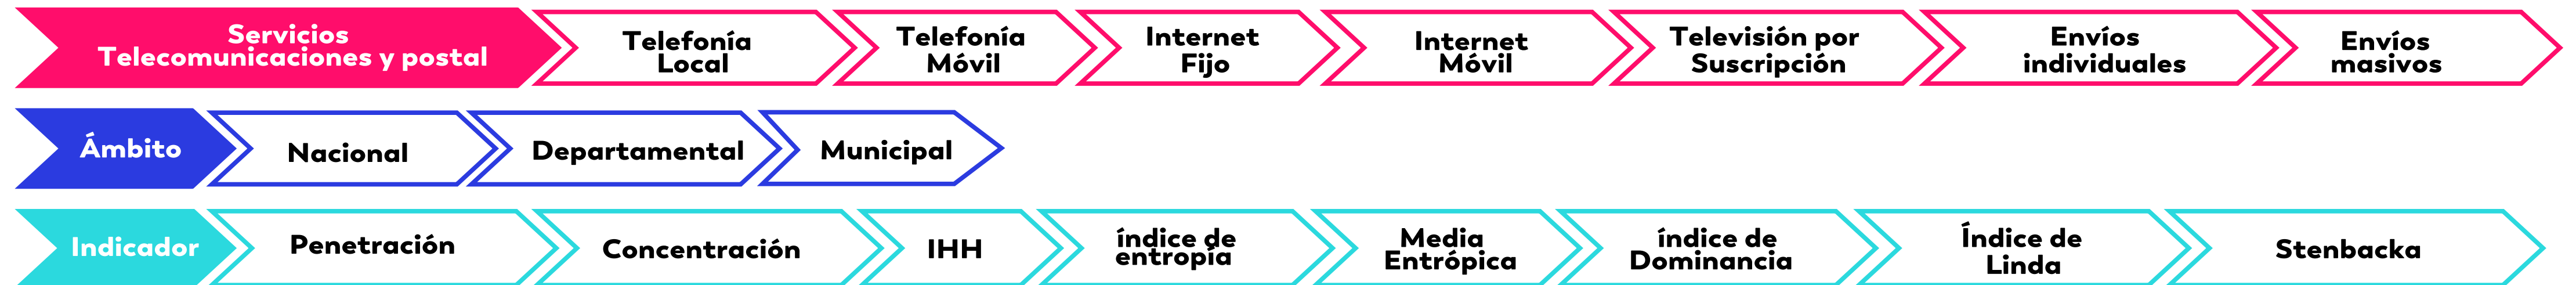 Servicios
Telecomunicaciones y postal
Telefonía
Local
Telefonía
Móvil
Internet
Fijo
Internet
Móvil
Televisión por
Suscripción
Envíos
individuales
Envíos
masivos
Ámbito
Nacional
Departamental
Municipal
Indicador
Penetración
Concentración
IHH
índice de
entropía
Media
Entrópica
índice de
Dominancia
Índice de
Linda
Stenbacka